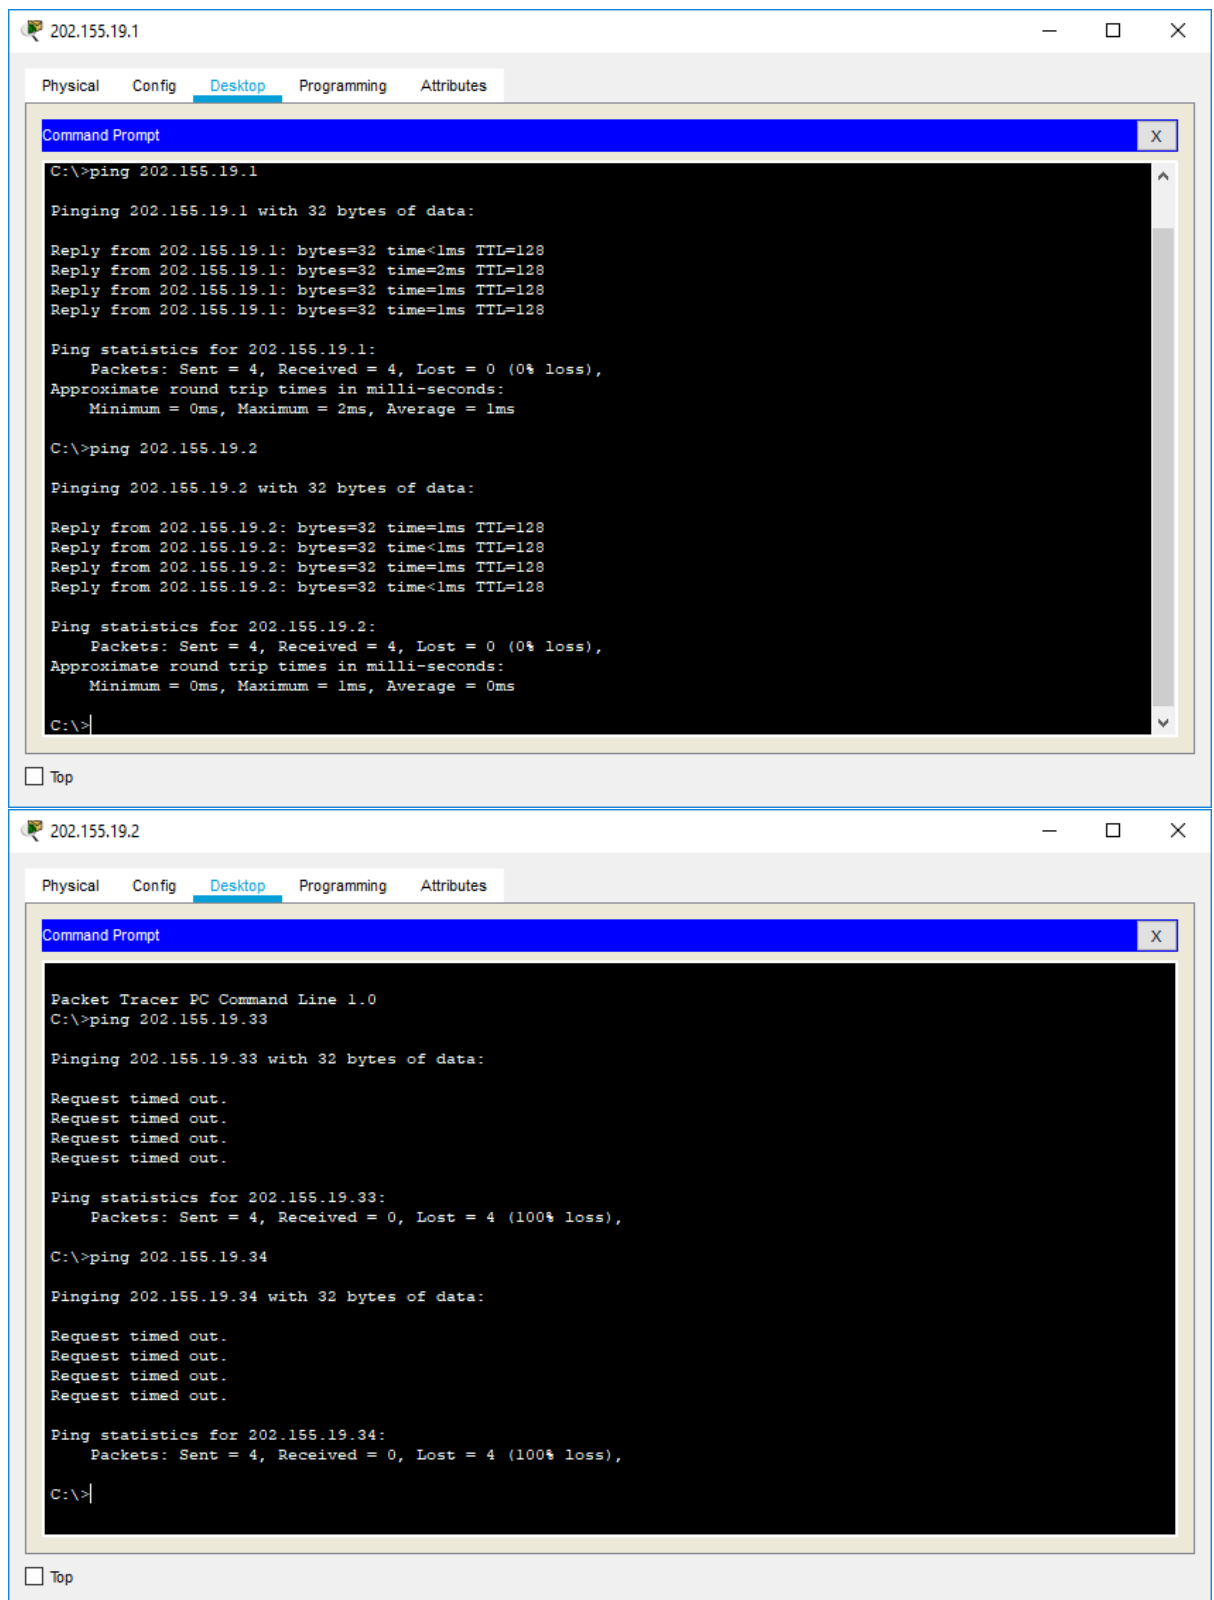 202.155.19.1
Physical Config Desktop Programming Attributes
Command Prompt X
C:\>ping 202.155.19.1
Pinging 202.155.19.1 with 32 bytes of data:
Reply from 202.155.19.1: bytes=32 time<1ms TTL=128
Reply from 202.155.19.1: bytes=32 time=2ms TTL=128
Reply from 202.155.19.1: bytes=32 time=1ms TTL=128
Reply from 202.155.19.1: bytes=32 time=1ms TTL=128
Ping statistics for 202.155.19.1:
Packets: Sent = 4, Received = 4, Lost = 0 (0% loss),
Approximate round trip times in milli-seconds:
Minimum = 0ms, Maximum = 2ms, Average = 1ms
C:\>ping 202.155.19.2
Pinging 202.155.19.2 with 32 bytes of data:
Reply from 202.155.19.2: bytes=32 time=1ms TTL=128
Reply from 202.155.19.2: bytes=32 time<1ms TTL=128
Reply from 202.155.19.2: bytes=32 time=1ms TTL=128
Reply from 202.155.19.2: bytes=32 time<1ms TTL=128
Ping statistics for 202.155.19.2:
Packets: Sent = 4, Received = 4, Lost = 0 (0% loss),
Approximate round trip times in milli-seconds:
Minimum = 0ms, Maximum = 1ms, Average = 0ms
C:\>
Top
202.155.19.2
Physical Config Desktop Programming Attributes
Command Prompt X
Packet Tracer PC Command Line 1.0
C:\>ping 202.155.19.33
Pinging 202.155.19.33 with 32 bytes of data:
Request timed out.
Request timed out.
Request timed out.
Request timed out.
Ping statistics for 202.155.19.33:
Packets: Sent = 4, Received = 0, Lost = 4 (100% loss),
C:\>ping 202.155.19.34
Pinging 202.155.19.34 with 32 bytes of data:
Request timed out.
Request timed out.
Request timed out.
Request timed out.
Ping statistics for 202.155.19.34:
Packets: Sent = 4, Received = 0, Lost = 4 (100% loss),
C:\>
Top